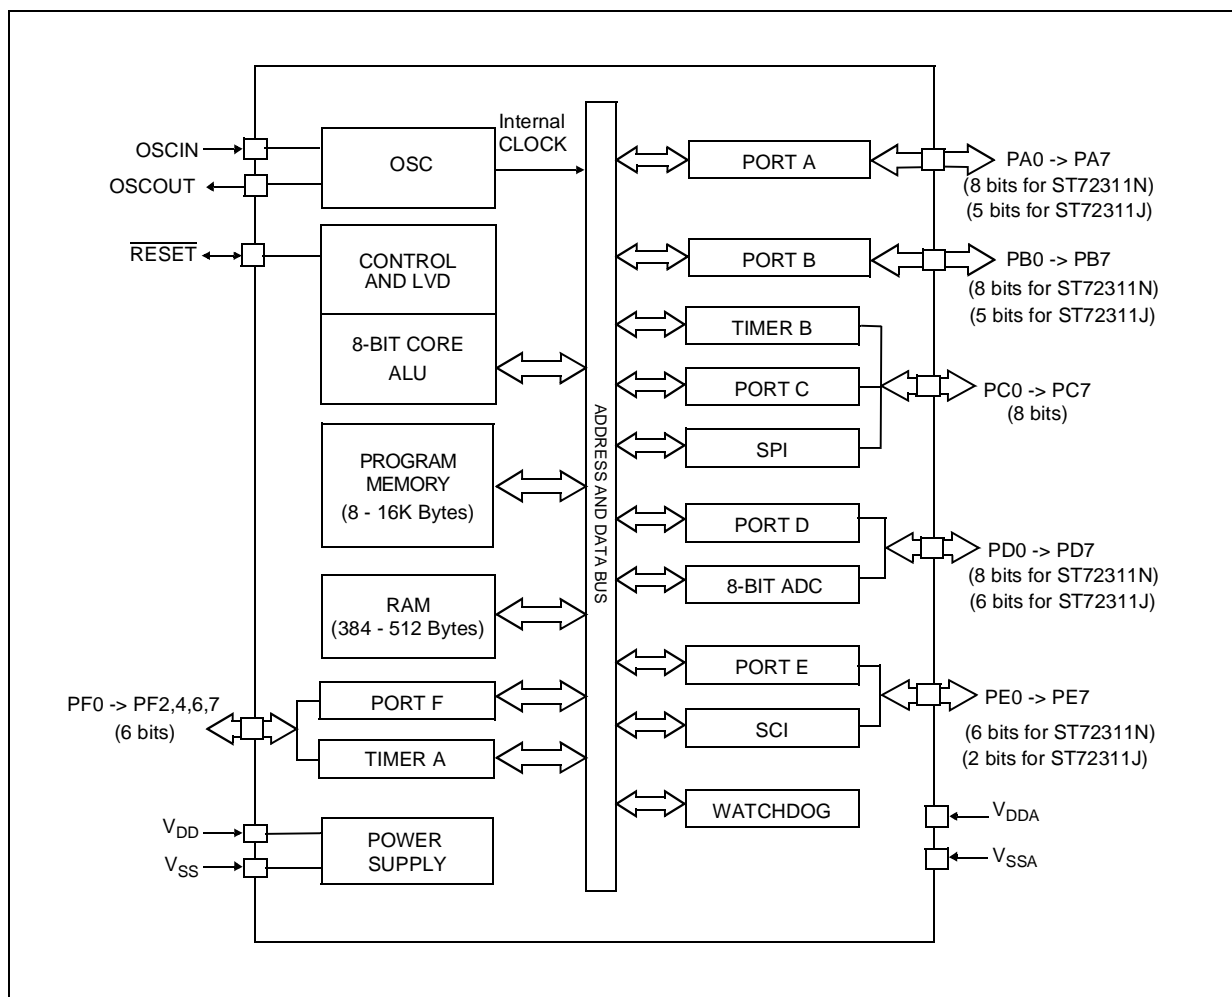 OSCIN
OSCOUT
RESET
OSC
Internal
CLOCK
CONTROL
AND LVD
8-BIT CORE
ALU
PROGRAM
MEMORY
(8 - 16K Bytes)
RAM
(384 - 512 Bytes)
PF0 -> PF2,4,6,7
(6 bits)
PORT F
TIMER A
VDD
VSS
POWER
SUPPLY
ADDRESS AND DATA BUS
PORT A
PA0 -> PA7
(8 bits for ST72311N)
(5 bits for ST72311J)
PORT B
PB0 -> PB7
(8 bits for ST72311N)
(5 bits for ST72311J)
TIMER B
PORT C
SPI
PC0 -> PC7
(8 bits)
PORT D
8-BIT ADC
PD0 -> PD7
(8 bits for ST72311N)
(6 bits for ST72311J)
PORT E
SCI
PE0 -> PE7
(6 bits for ST72311N)
(2 bits for ST72311J)
WATCHDOG
VDDA
VSSA